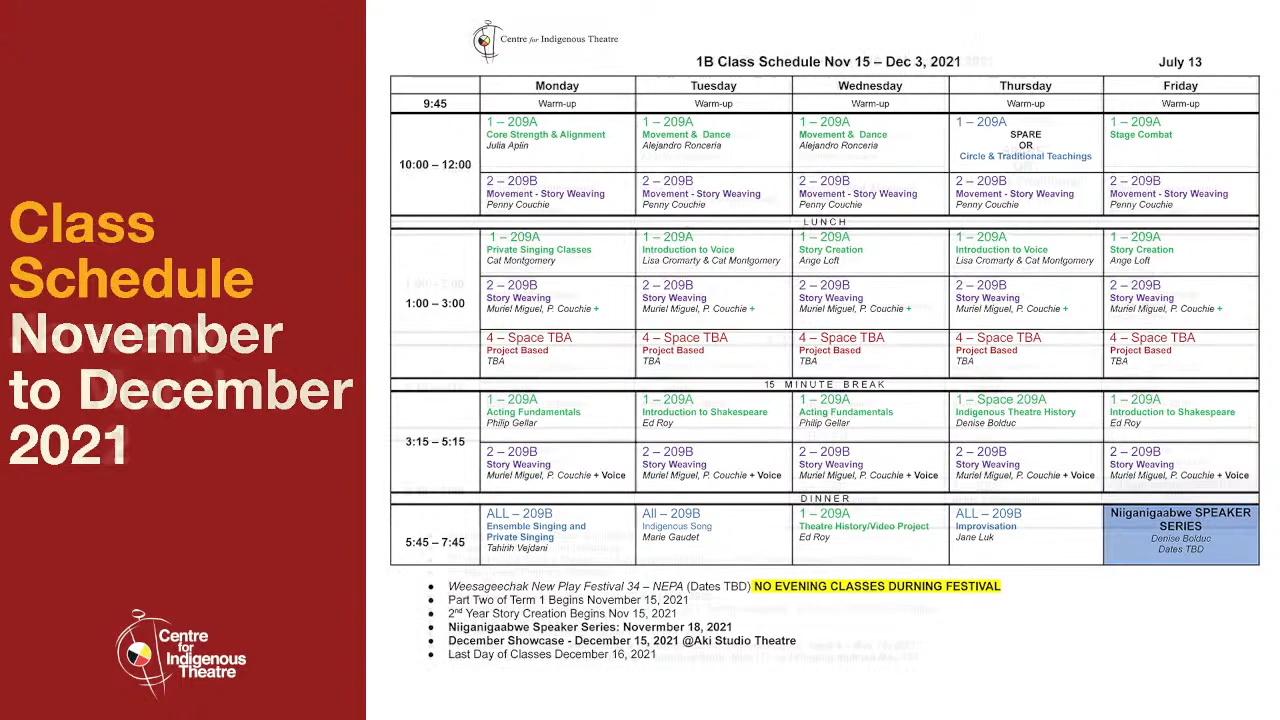 Class
Schedule
November
to December
2021
Centre
for
Indigenous
Theatre
Centre for Indigenous Theatre
1B Class Schedule Nov 15 – Dec 3, 2021 July 13
Monday Tuesday Wednesday Thursday Friday
9:45 Warm-up Warm-up Warm-up Warm-up Warm-up
10:00 – 12:00
1 – 209A 1 – 209A 1 – 209A 1 – 209A 1 – 209A
Core Strength & Alignment Movement & Dance Movement & Dance SPARE Stage Combat
Julia Aplin Alejandro Ronceria Alejandro Ronceria OR
Circle & Traditional Teachings
2 – 209B 2 – 209B 2 – 209B 2 – 209B 2 – 209B
Movement - Story Weaving Movement - Story Weaving Movement - Story Weaving Movement - Story Weaving Movement - Story Weaving
Penny Couchie Penny Couchie Penny Couchie Penny Couchie Penny Couchie
LUNCH
1:00 – 3:00
1 – 209A 1 – 209A 1 – 209A 1 – 209A 1 – 209A
Private Singing Classes Introduction to Voice Story Creation Introduction to Voice Story Creation
Cat Montgomery Lisa Cromarty & Cat Montgomery Ange Loft Lisa Cromarty & Cat Montgomery Ange Loft
2 – 209B 2 – 209B 2 – 209B 2 – 209B 2 – 209B
Story Weaving Story Weaving Story Weaving Story Weaving Story Weaving
Muriel Miguel, P. Couchie + Muriel Miguel, P. Couchie + Muriel Miguel, P. Couchie + Muriel Miguel, P. Couchie + Muriel Miguel, P. Couchie +
4 – Space TBA 4 – Space TBA 4 – Space TBA 4 – Space TBA 4 – Space TBA
Project Based Project Based Project Based Project Based Project Based
TBA TBA TBA TBA TBA
15 MINUTE BREAK
3:15 – 5:15
1 – 209A 1 – 209A 1 – 209A 1 – Space 209A 1 – 209A
Acting Fundamentals Introduction to Shakespeare Acting Fundamentals Indigenous Theatre History Introduction to Shakespeare
Philip Gellar Ed Roy Philip Gellar Denise Bolduc Ed Roy
2 – 209B 2 – 209B 2 – 209B 2 – 209B 2 – 209B
Story Weaving Story Weaving Story Weaving Story Weaving Story Weaving
Muriel Miguel, P. Couchie + Voice Muriel Miguel, P. Couchie + Voice Muriel Miguel, P. Couchie + Voice Muriel Miguel, P. Couchie + Voice Muriel Miguel, P. Couchie + Voice
DINNER
5:45 – 7:45
ALL – 209B All – 209B 1 – 209A ALL – 209B Niiganigaabwe SPEAKER
Ensemble Singing and Indigenous Song Theatre History/Video Project Improvisation SERIES
Private Singing Marie Gaudet Ed Roy Jane Luk Denise Bolduc
Tahirih Vejdani Dates TBD
• Weesageechak New Play Festival 34 – NEPA (Dates TBD) NO EVENING CLASSES DURNING FESTIVAL
• Part Two of Term 1 Begins November 15, 2021
• 2nd Year Story Creation Begins Nov 15, 2021
• Niiganigaabwe Speaker Series: Novermber 18, 2021
• December Showcase - December 15, 2021 @Aki Studio Theatre
• Last Day of Classes December 16, 2021